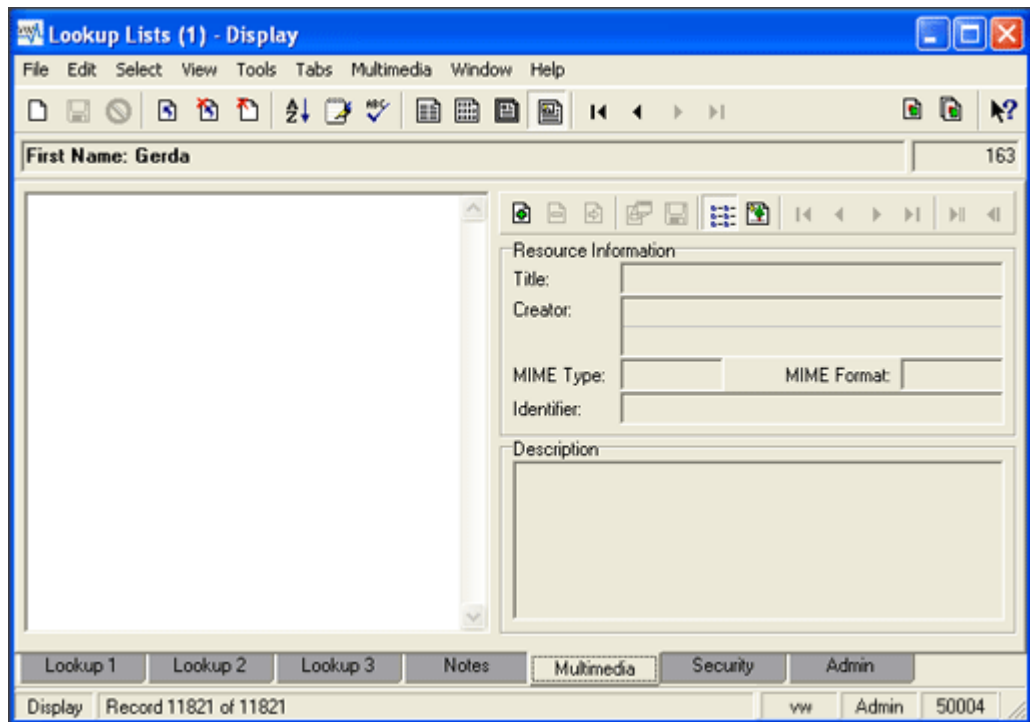 Lookup Lists (1) - Display
File Edit Select View Tools Tabs Multimedia Window Help
First Name: Gerda 163
Resource Information
Title:
Creator:
MIME Type: MIME Format:
Identifier:
Description
Lookup 1 Lookup 2 Lookup 3 Notes Multimedia Security Admin
Display Record 11821 of 11821 vw Admin 50004